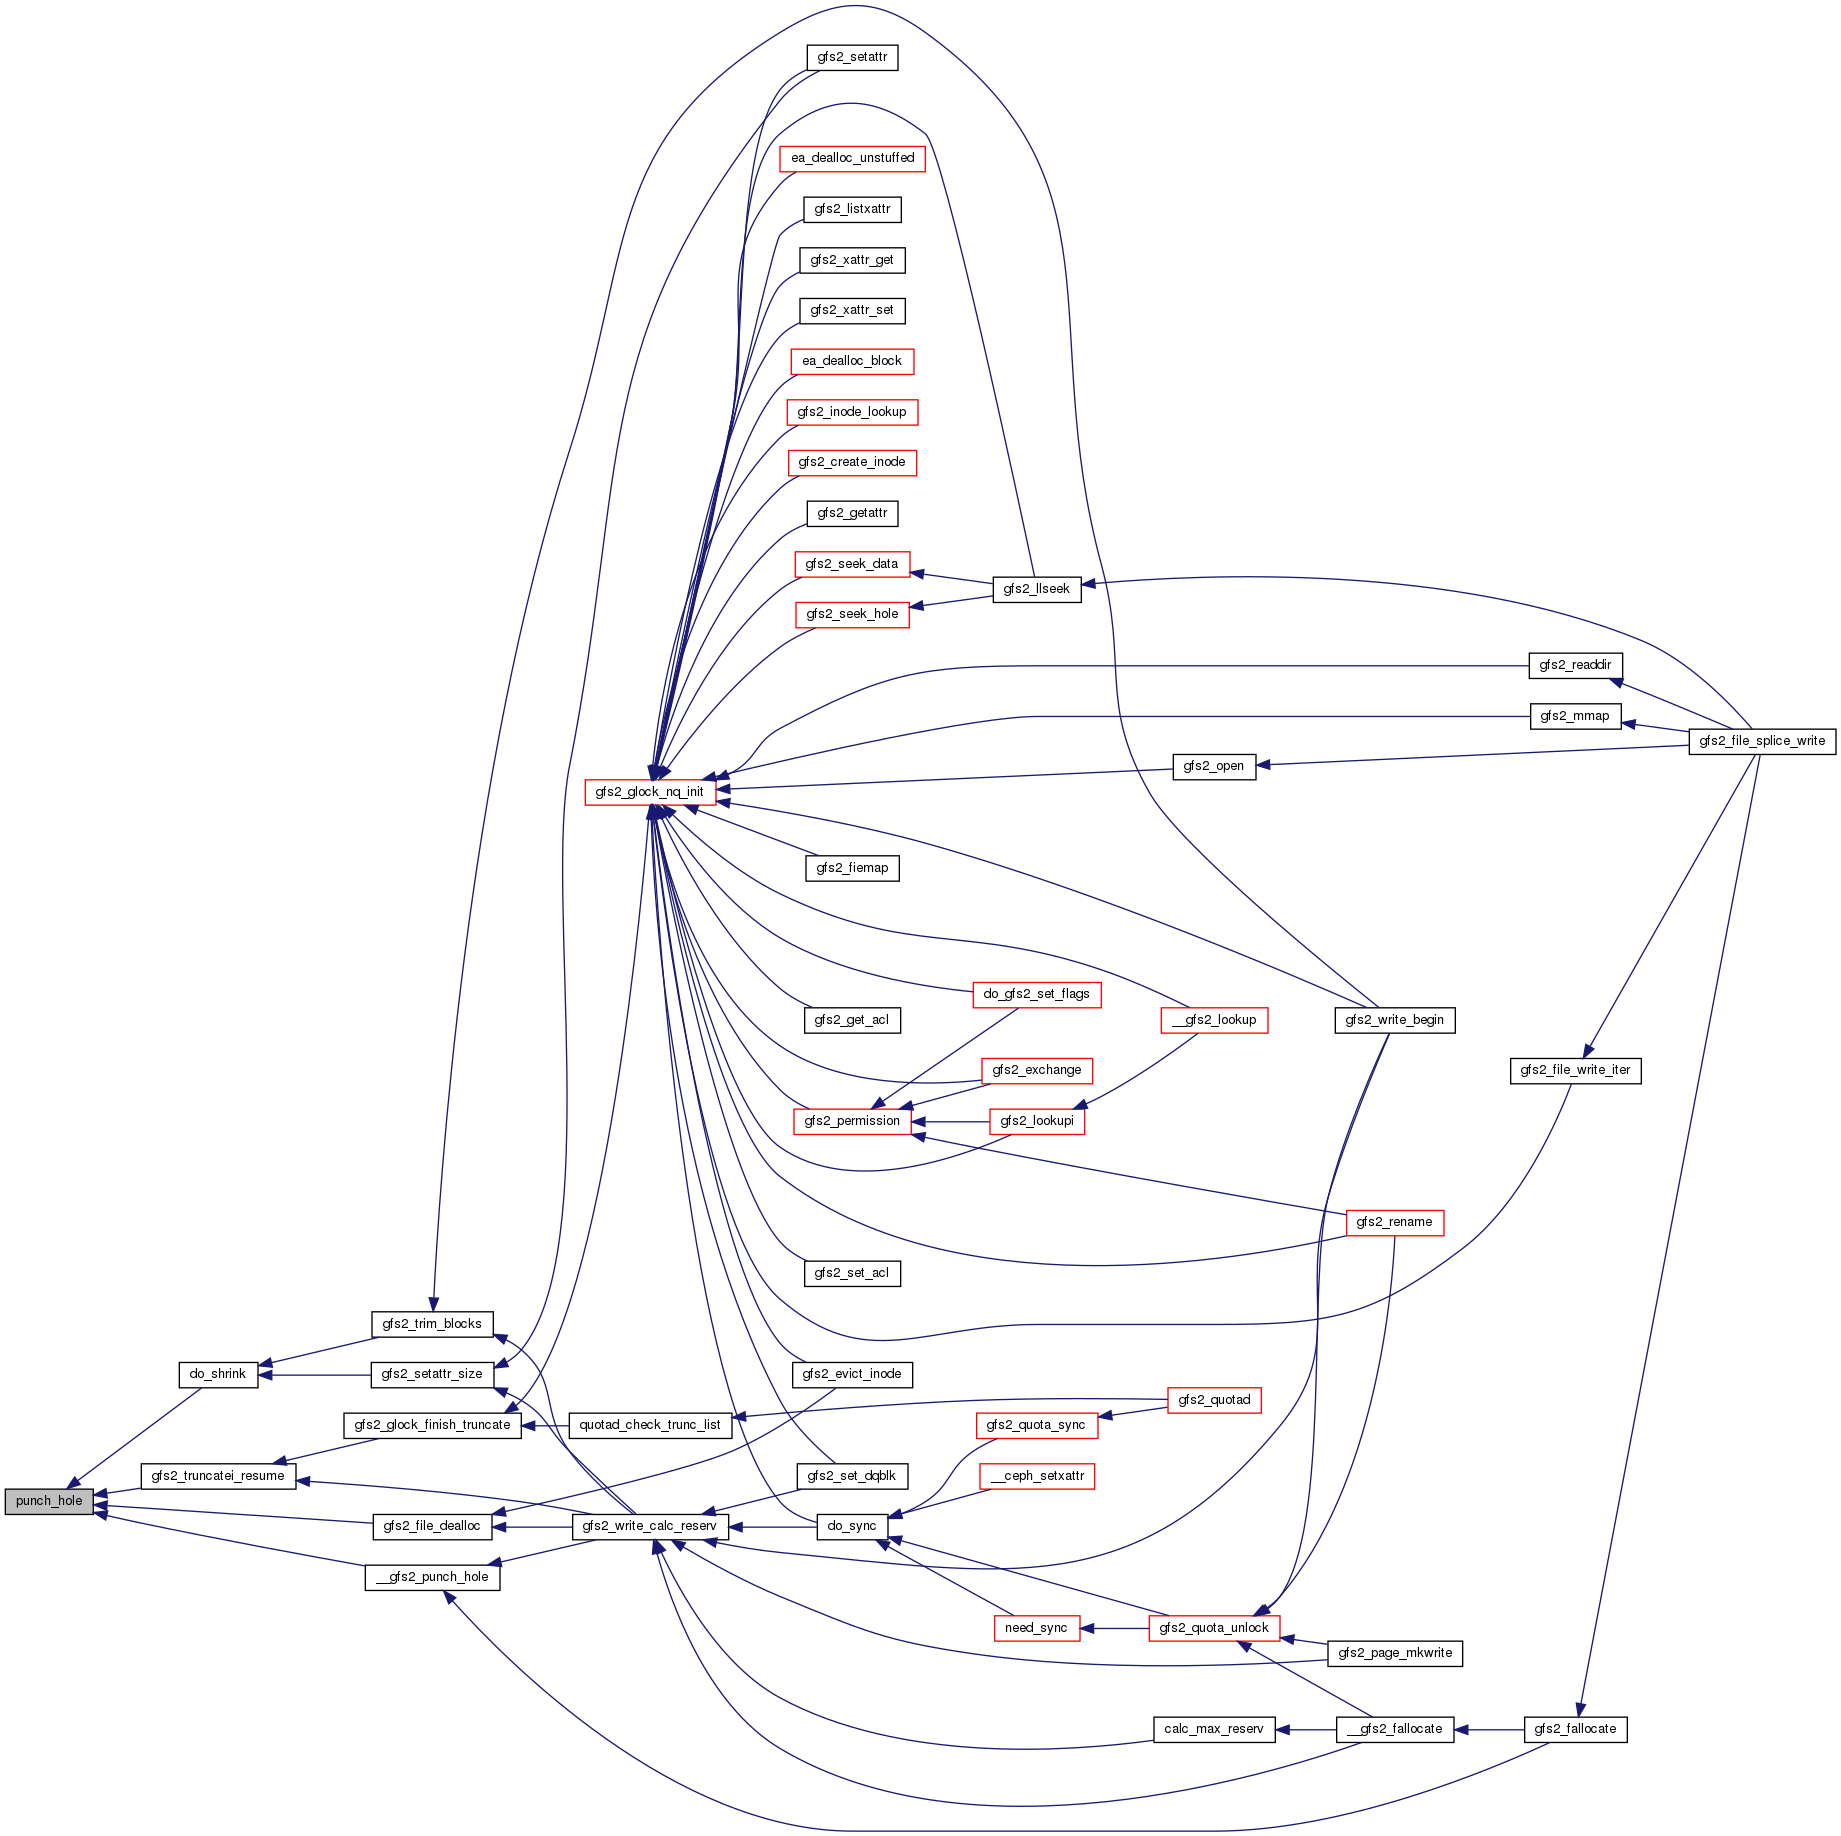 gfs2_setattr
ea_dealloc_unstuffed
gfs2_listxattr
gfs2_xattr_get
gfs2_xattr_set
ea_dealloc_block
gfs2_inode_lookup
gfs2_create_inode
gfs2_getattr
gfs2_seek_data
gfs2_llseek
gfs2_seek_hole
gfs2_readdir
gfs2_mmap
gfs2_file_splice_write
gfs2_open
gfs2_glock_nq_init
gfs2_fiemap
do_gfs2_set_flags
gfs2_get_acl
__gfs2_lookup
gfs2_write_begin
gfs2_exchange
gfs2_file_write_iter
gfs2_permission
gfs2_lookupi
gfs2_rename
gfs2_set_acl
gfs2_trim_blocks
do_shrink
gfs2_setattr_size
gfs2_evict_inode
gfs2_quotad
gfs2_glock_finish_truncate
quotad_check_trunc_list
gfs2_quota_sync
gfs2_truncatei_resume
gfs2_set_dqblk
__ceph_setxattr
punch_hole
gfs2_file_dealloc
gfs2_write_calc_reserv
do_sync
__gfs2_punch_hole
need_sync
gfs2_quota_unlock
gfs2_page_mkwrite
calc_max_reserv
__gfs2_fallocate
gfs2_fallocate